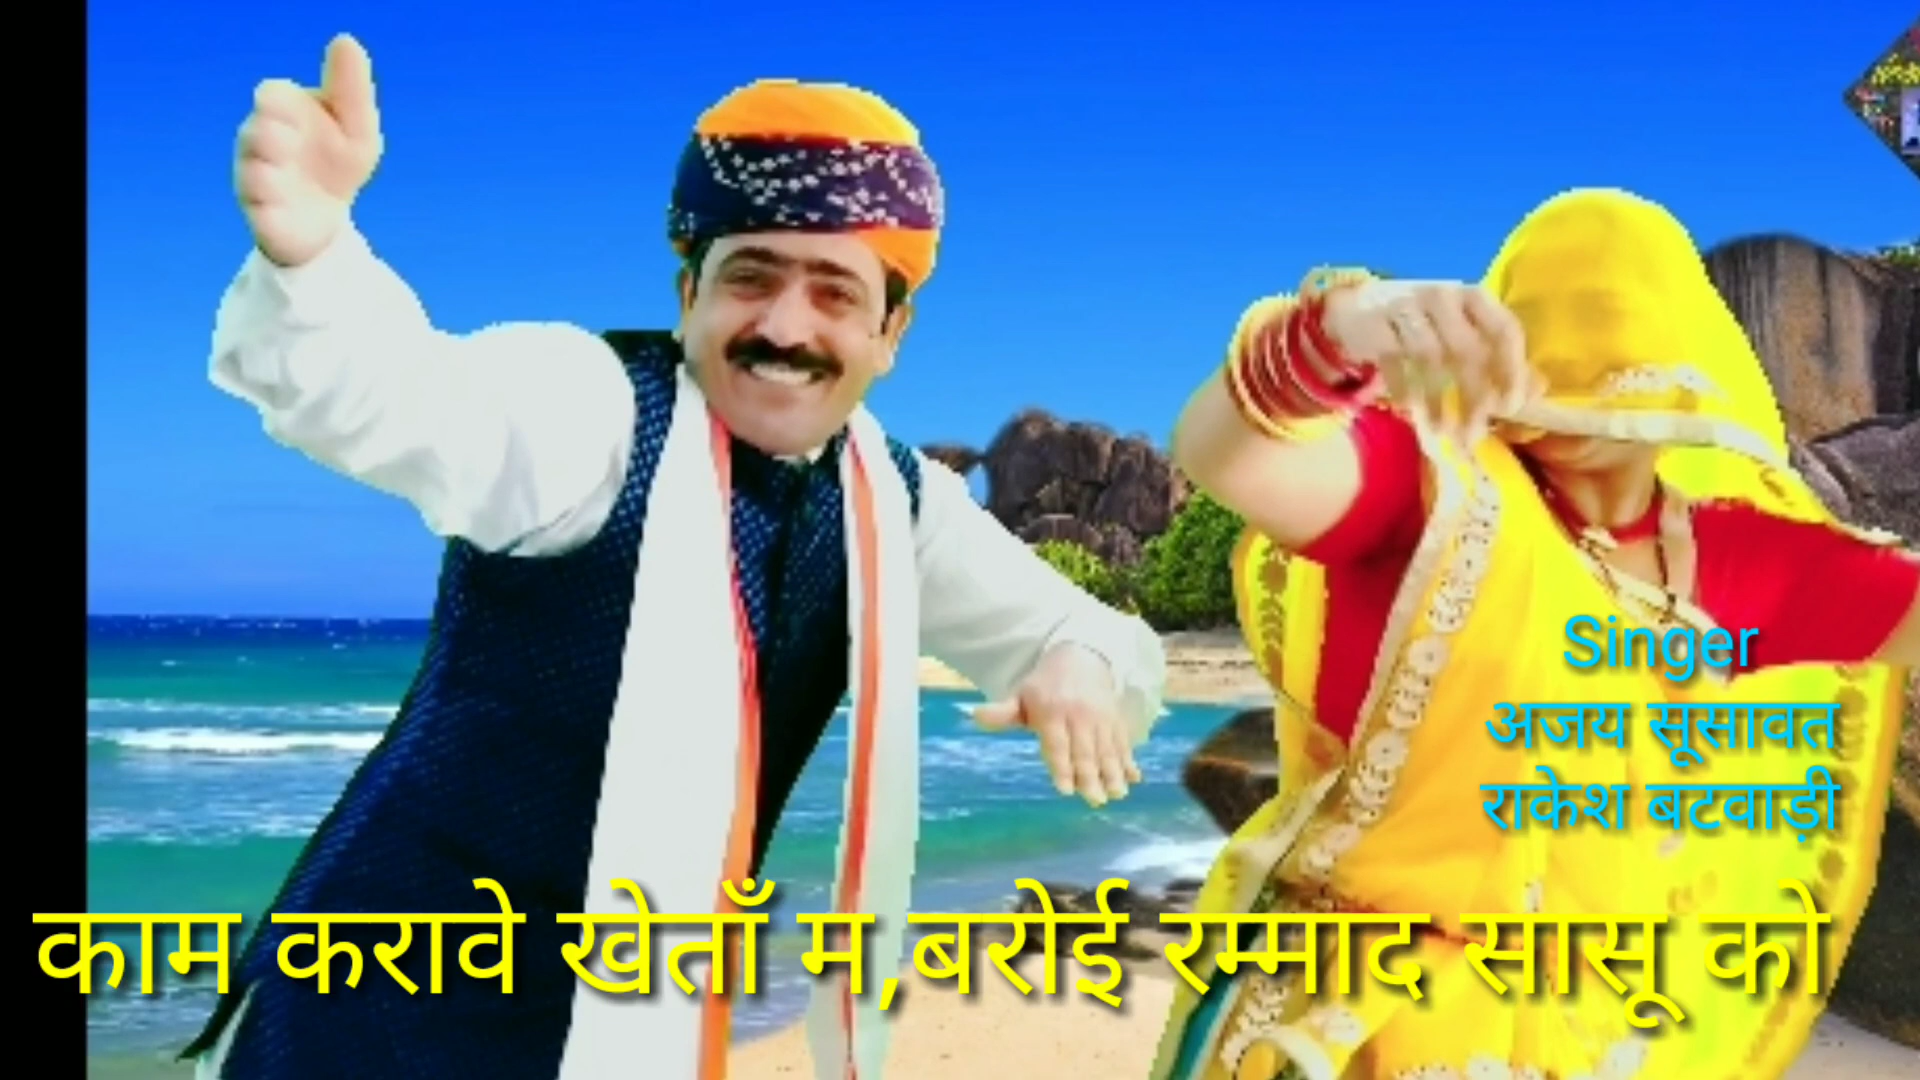 Singer
अजय सूसावत
राकेश बटवाड़ी
काम करावे खेताँ म,बरोई रम्माद सासू को